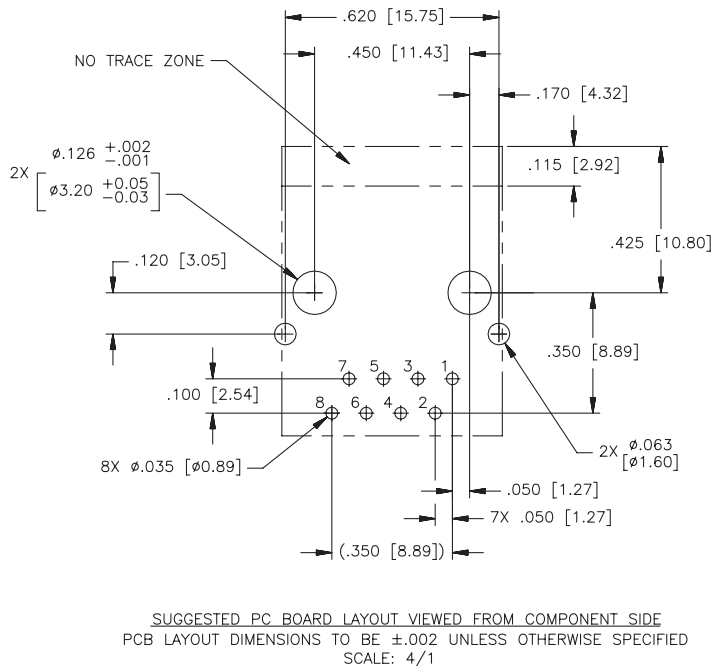 .620 [15.75]
.450 [11.43]
NO TRACE ZONE
.170 [4.32]
ø.126 +.002 -.001
2X
[ø3.20 +0.05 -0.03]
.115 [2.92]
.425 [10.80]
.120 [3.05]
.350 [8.89]
7 5 3 1
.100 [2.54]
8 6 4 2
2X ø.063
[ø1.60]
8X ø.035 [ø0.89]
.050 [1.27]
7X .050 [1.27]
(.350 [8.89])
SUGGESTED PC BOARD LAYOUT VIEWED FROM COMPONENT SIDE
PCB LAYOUT DIMENSIONS TO BE ±.002 UNLESS OTHERWISE SPECIFIED
SCALE: 4/1